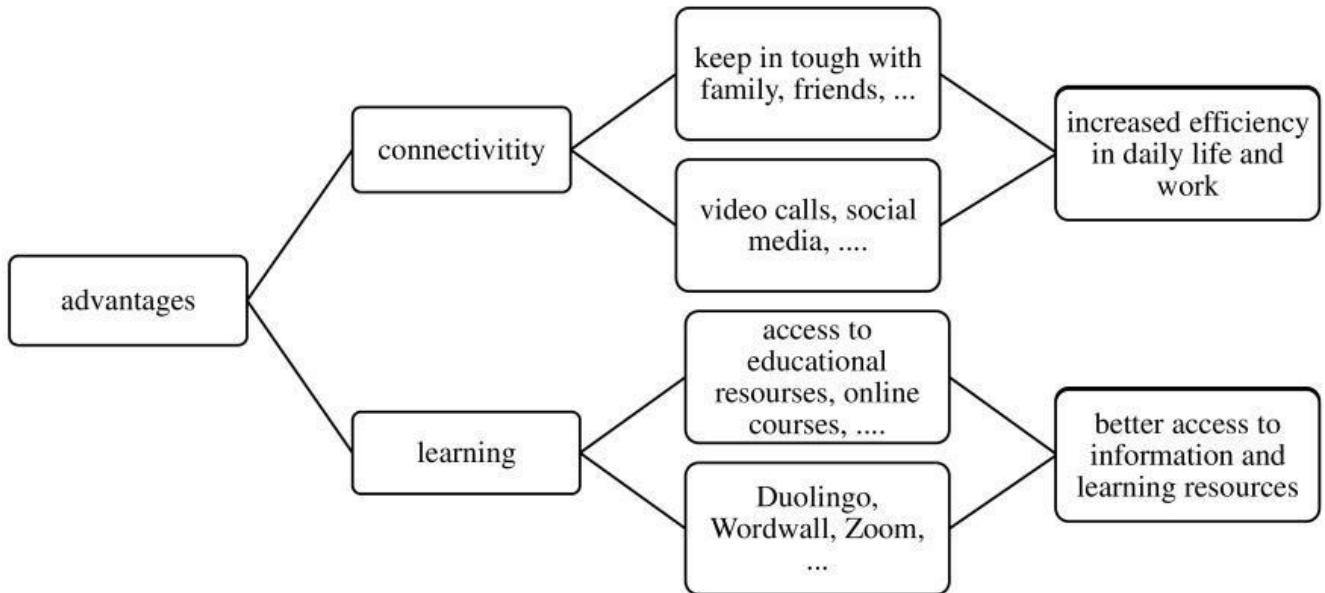 advantages
connectivitity
keep in tough with
family, friends, ...
video calls, social
media, ....
increased efficiency
in daily life and
work
learning
access to
educational
resourses, online
courses, ....
Duolingo,
Wordwall, Zoom,
...
better access to
information and
learning resources